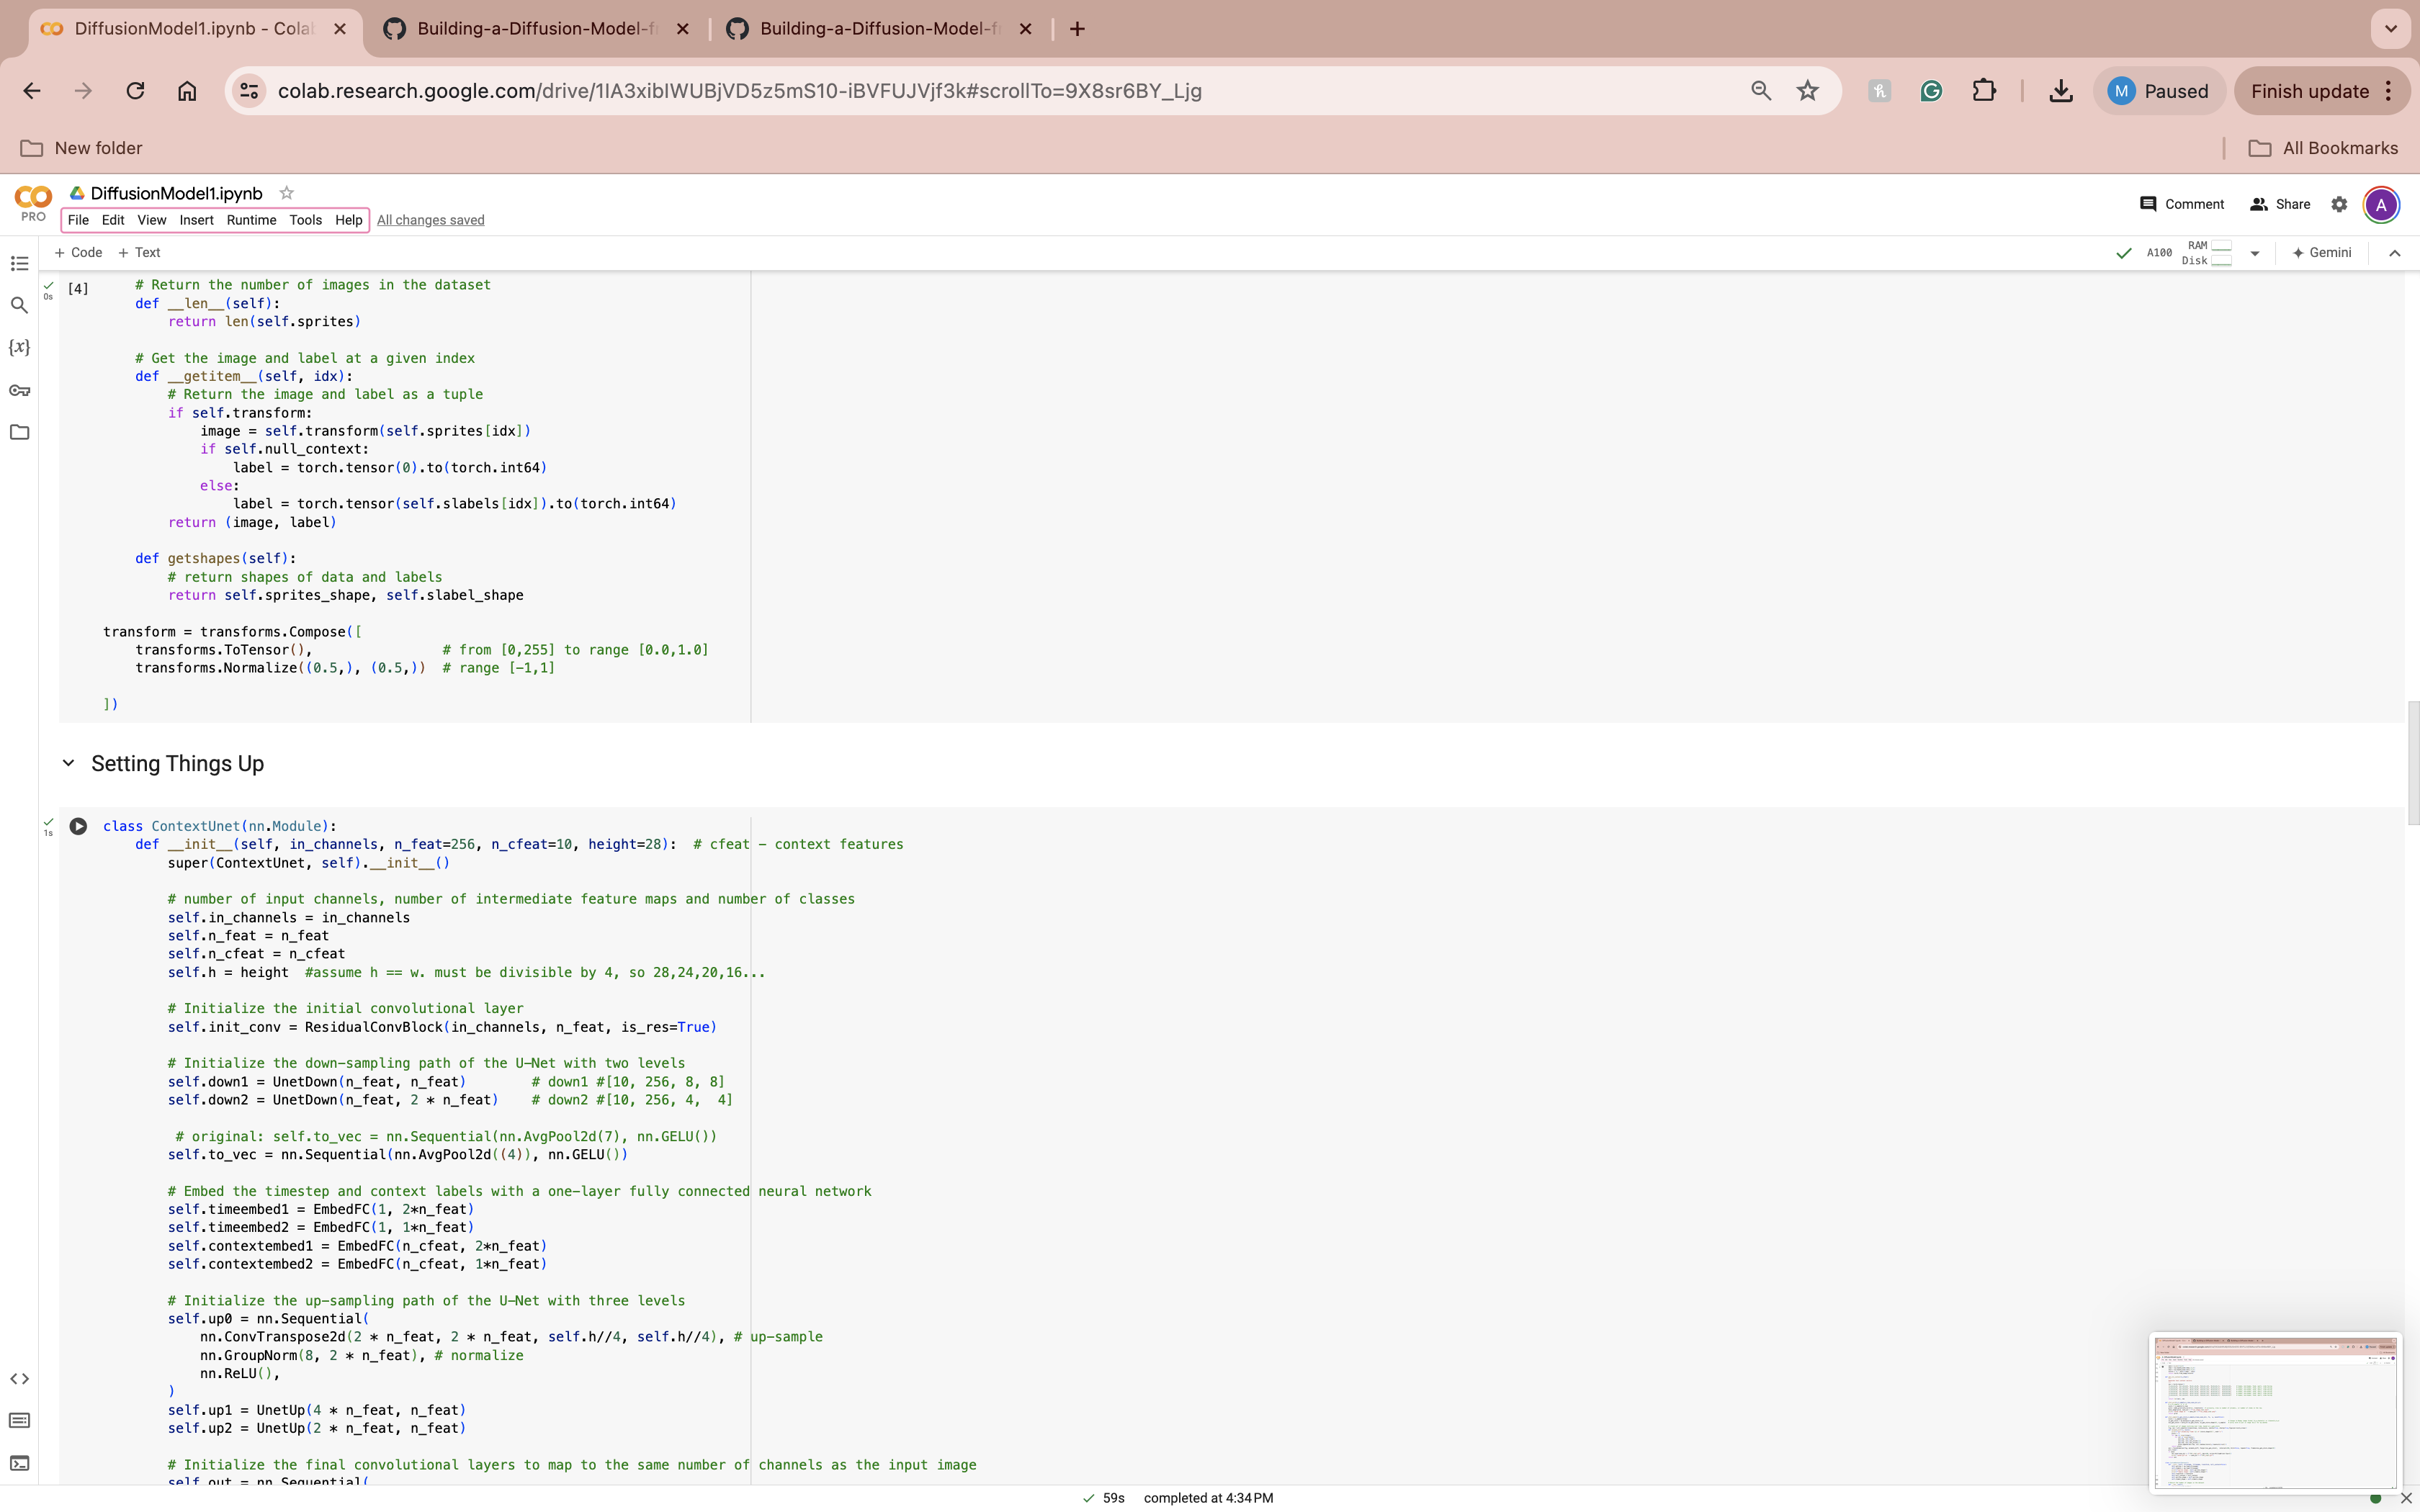 DiffusionModel1.ipynb - Cola
Building-a-Diffusion-Model-f
Building-a-Diffusion-Model-f
colab.research.google.com/drive/1IA3xibIWUBjVD5z5mS10-iBVFUJVjf3k#scrollTo=9X8sr6BY_Ljg
M Paused
Finish update
New folder
All Bookmarks
PRO
DiffusionModel1.ipynb
File Edit View Insert Runtime Tools Help All changes saved
Comment
Share
A
+ Code + Text
A100
RAM
Disk
Gemini
{x}
0s
[4]
# Return the number of images in the dataset
def __len__(self):
return len(self.sprites)
# Get the image and label at a given index
def __getitem__(self, idx):
# Return the image and label as a tuple
if self.transform:
image = self.transform(self.sprites[idx])
if self.null_context:
label = torch.tensor(0).to(torch.int64)
else:
label = torch.tensor(self.slabels[idx]).to(torch.int64)
return (image, label)
def getshapes(self):
# return shapes of data and labels
return self.sprites_shape, self.slabel_shape
transform = transforms.Compose([
transforms.ToTensor(), # from [0,255] to range [0.0,1.0]
transforms.Normalize((0.5,), (0.5,)) # range [-1,1]
])
Setting Things Up
1s
class ContextUnet(nn.Module):
def __init__(self, in_channels, n_feat=256, n_cfeat=10, height=28): # cfeat - context features
super(ContextUnet, self).__init__()
# number of input channels, number of intermediate feature maps and number of classes
self.in_channels = in_channels
self.n_feat = n_feat
self.n_cfeat = n_cfeat
self.h = height #assume h == w. must be divisible by 4, so 28,24,20,16...
# Initialize the initial convolutional layer
self.init_conv = ResidualConvBlock(in_channels, n_feat, is_res=True)
# Initialize the down-sampling path of the U-Net with two levels
self.down1 = UnetDown(n_feat, n_feat) # down1 #[10, 256, 8, 8]
self.down2 = UnetDown(n_feat, 2 * n_feat) # down2 #[10, 256, 4, 4]
# original: self.to_vec = nn.Sequential(nn.AvgPool2d(7), nn.GELU())
self.to_vec = nn.Sequential(nn.AvgPool2d((4)), nn.GELU())
# Embed the timestep and context labels with a one-layer fully connected neural network
self.timeembed1 = EmbedFC(1, 2*n_feat)
self.timeembed2 = EmbedFC(1, 1*n_feat)
self.contextembed1 = EmbedFC(n_cfeat, 2*n_feat)
self.contextembed2 = EmbedFC(n_cfeat, 1*n_feat)
# Initialize the up-sampling path of the U-Net with three levels
self.up0 = nn.Sequential(
nn.ConvTranspose2d(2 * n_feat, 2 * n_feat, self.h//4, self.h//4), # up-sample
nn.GroupNorm(8, 2 * n_feat), # normalize
nn.ReLU(),
)
self.up1 = UnetUp(4 * n_feat, n_feat)
self.up2 = UnetUp(2 * n_feat, n_feat)
# Initialize the final convolutional layers to map to the same number of channels as the input image
self.out = nn.Sequential(
59s completed at 4:34 PM